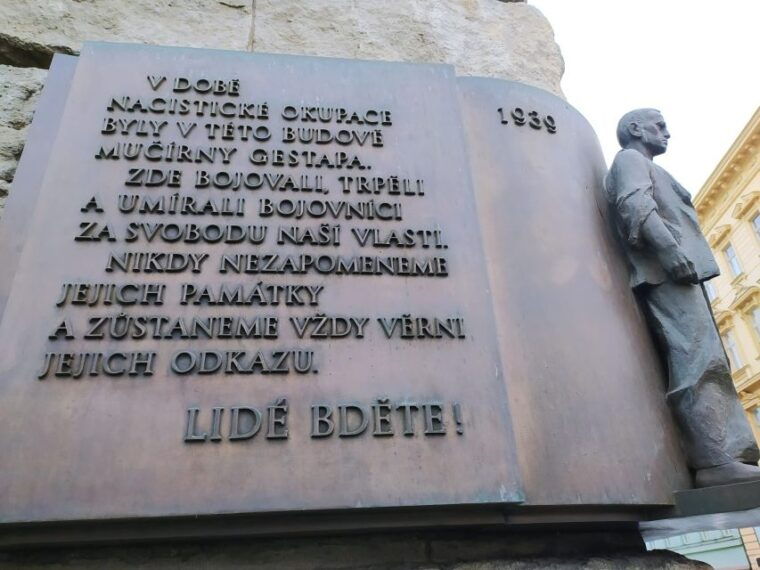 V DOBĚ
NACISTICKÉ OKUPACE
BYLY V TÉTO BUDOVĚ
MUČÍRNY GESTAPA.
ZDE BOJOVALI, TRPĚLI
A UMÍRALI BOJOVNÍCI
ZA SVOBODU NAŠÍ VLASTI.
NIKDY NEZAPOMENEME
JEJICH PAMÁTKY
A ZŮSTANEME VŽDY VĚRNI
JEJICH ODKAZU.
LIDÉ BDĚTE!
1939